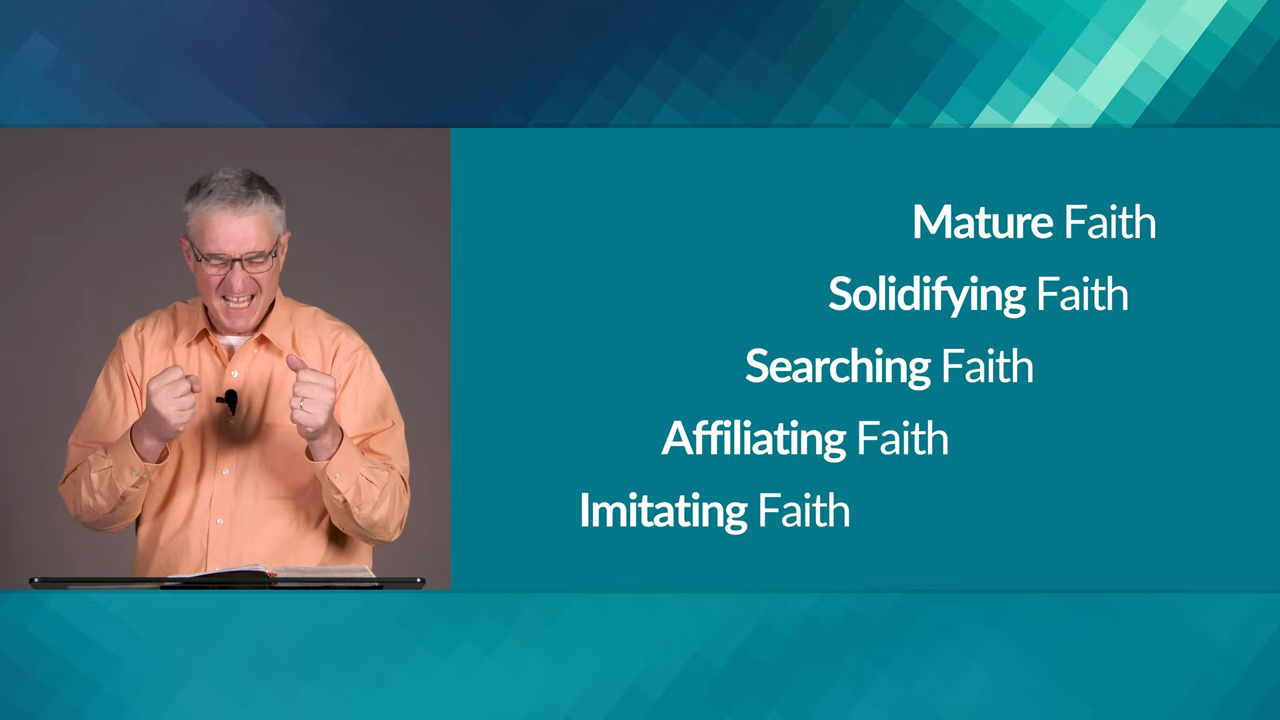 Mature Faith
Solidifying Faith
Searching Faith
Affiliating Faith
Imitating Faith